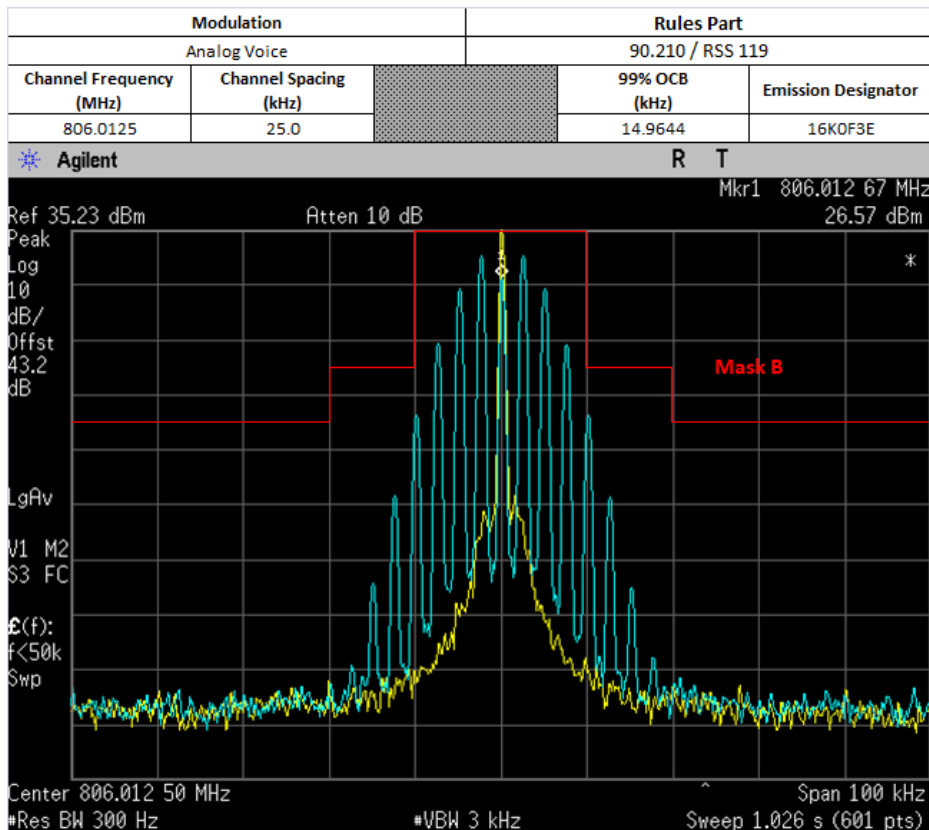 Modulation Rules Part
Analog Voice 90.210 / RSS 119
Channel Frequency (MHz) Channel Spacing (kHz) 99% OCB (kHz) Emission Designator
806.0125 25.0 14.9644 16K0F3E
Agilent R T
Mkr1 806.012 67 MHz
Ref 35.23 dBm Atten 10 dB 26.57 dBm
Peak
Log
10
dB/
Offst
43.2
dB
Mask B
1
LgAv
V1 M2
S3 FC
£(f):
f<50k
Swp
Center 806.012 50 MHz Span 100 kHz
#Res BW 300 Hz #VBW 3 kHz Sweep 1.026 s (601 pts)